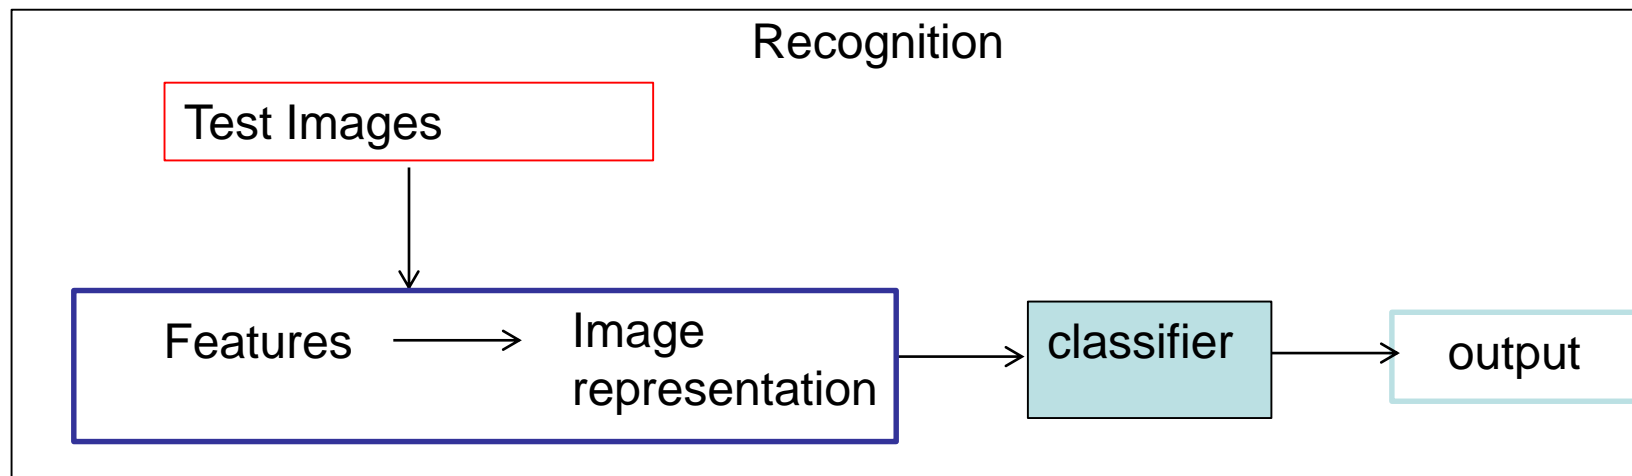 Recognition
Test Images
Features
Image
representation
classifier
output